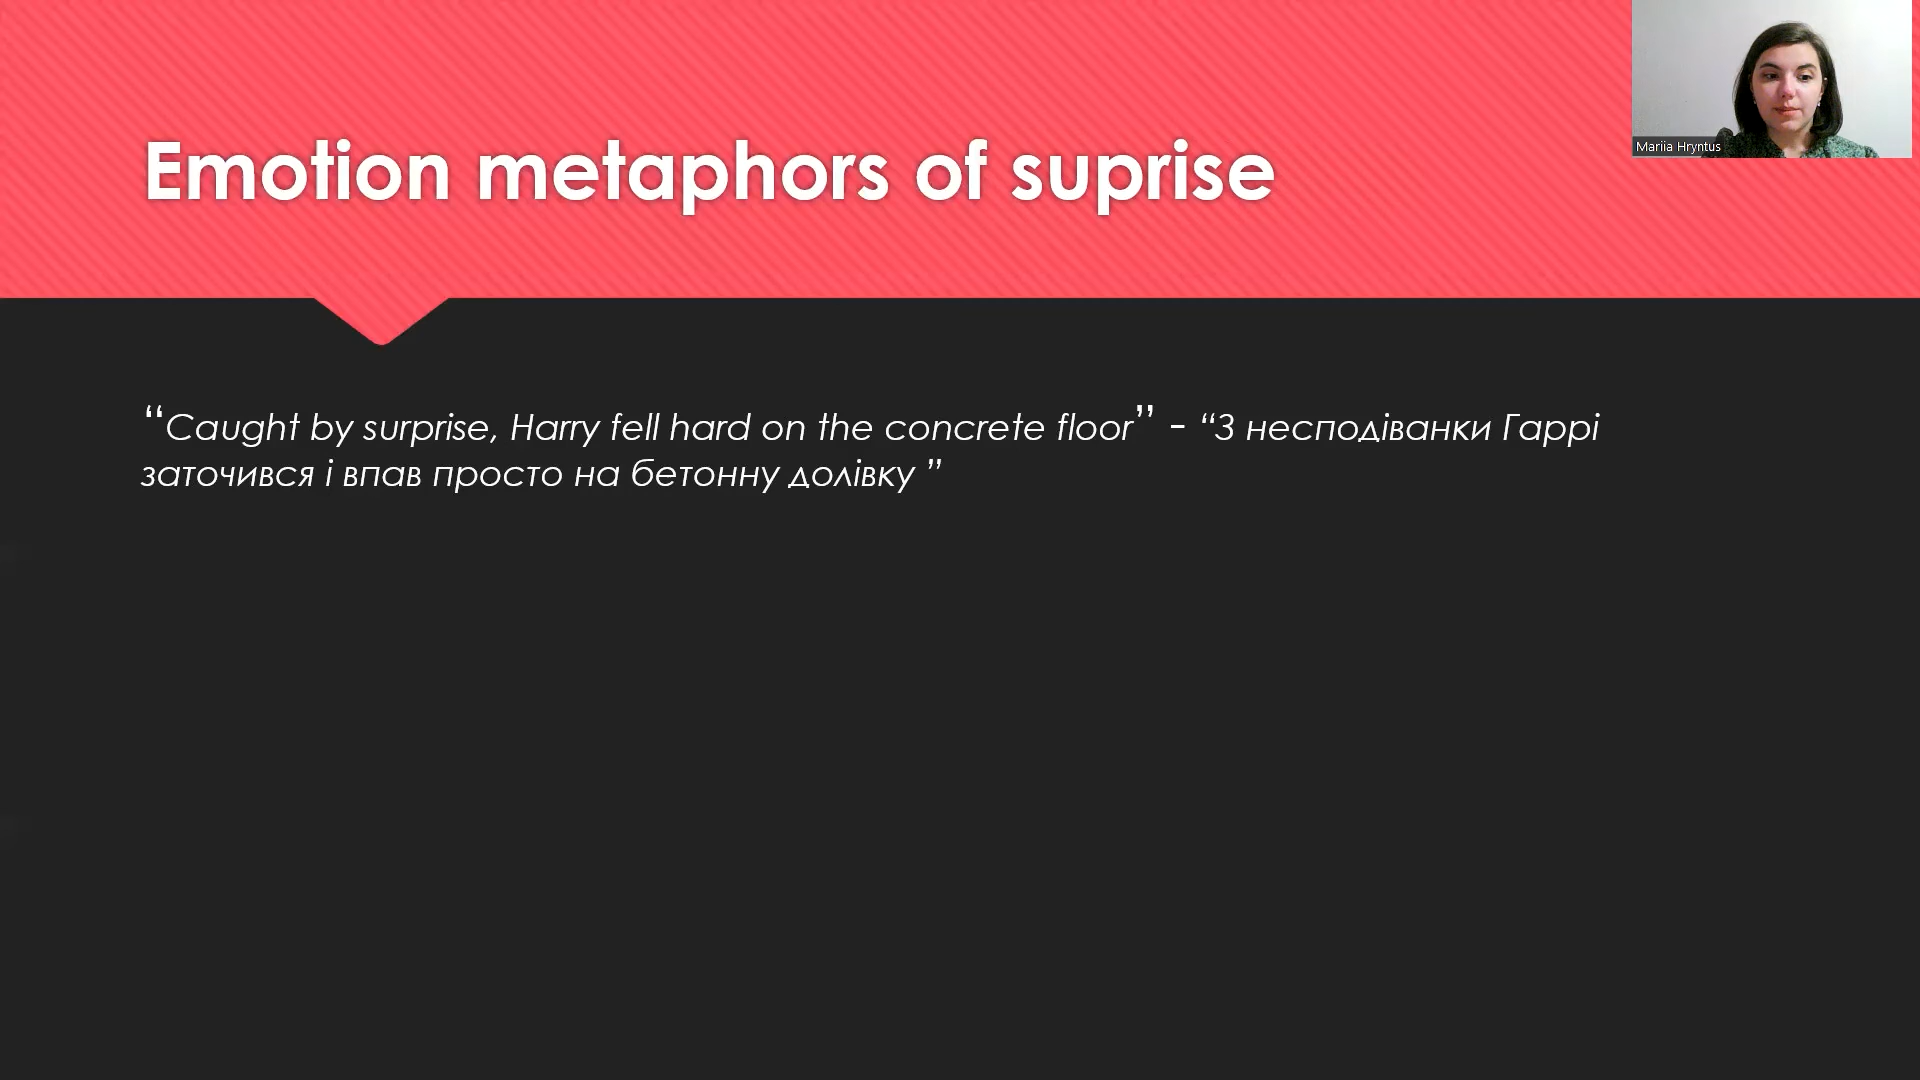 Mariia Hryntus
Emotion metaphors of suprise
“Caught by surprise, Harry fell hard on the concrete floor” - “З несподіванки Гаррі
заточився і впав просто на бетонну долівку ”